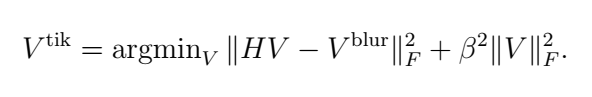 V^{tik} = argmin_V ‖HV − V^{blur}‖_F^2 + β^2‖V‖_F^2.